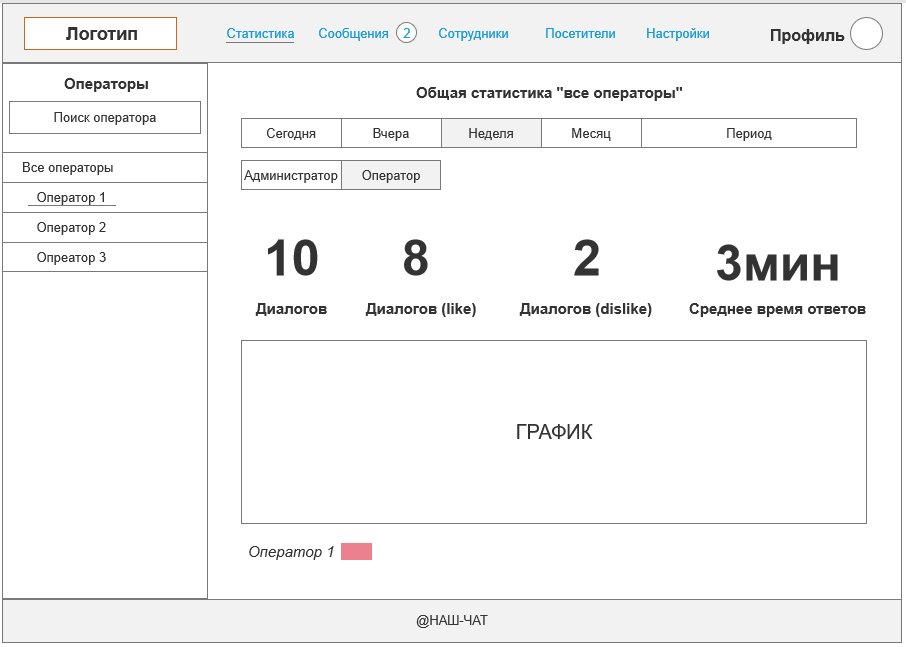 Логотип
Статистика Сообщения 2 Сотрудники Посетители Настройки Профиль
Операторы
Поиск оператора
Все операторы
Оператор 1
Оператор 2
Опреатор 3
Общая статистика "все операторы"
Сегодня Вчера Неделя Месяц Период
Администратор Оператор
10 8 2 3мин
Диалогов Диалогов (like) Диалогов (dislike) Среднее время ответов
ГРАФИК
Оператор 1
@НАШ-ЧАТ